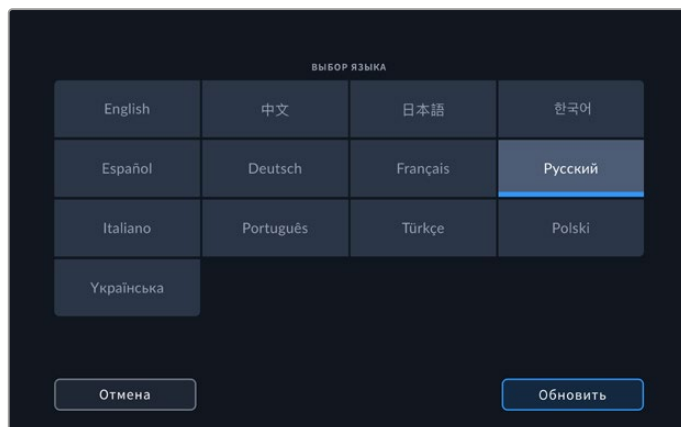 ВЫБОР ЯЗЫКА
English 中文 日本語 한국어
Español Deutsch Français Русский
Italiano Português Türkçe Polski
Українська
Отмена Обновить